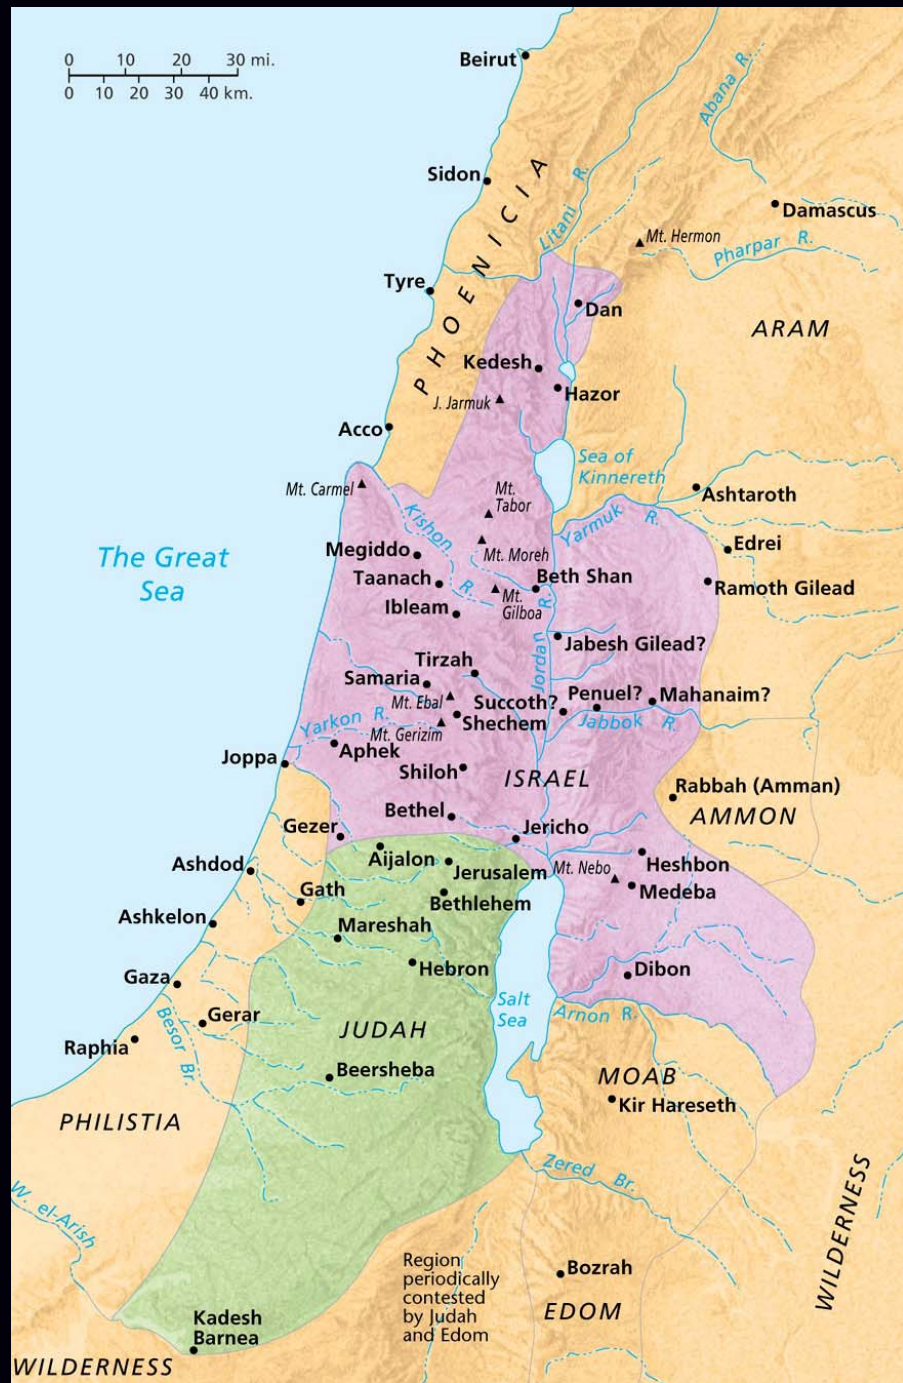 0 10 20 30 mi.
0 10 20 30 40 km.
Beirut
Abana R.
Sidon
PHOENICIA
Litani R.
Damascus
Mt. Hermon
Pharpar R.
Tyre
Dan
ARAM
Kedesh
Hazor
J. Jarmuk
Acco
Sea of
Kinnereth
Mt. Carmel
Mt.
Tabor
Ashtaroth
Kishon R.
Yarmuk R.
The Great
Sea
Megiddo
Mt. Moreh
Edrei
Taanach
Beth Shan
Ramoth Gilead
Ibleam
Mt.
Gilboa
Jordan R.
Jabesh Gilead?
Tirzah
Samaria
Mt. Ebal
Succoth?
Penuel?
Mahanaim?
Shechem
Jabbok R.
Yarkon R.
Mt. Gerizim
Joppa
Aphek
Shiloh
ISRAEL
Rabbah (Amman)
AMMON
Bethel
Gezer
Jericho
Aijalon
Jerusalem
Mt. Nebo
Heshbon
Ashdod
Medeba
Gath
Bethlehem
Ashkelon
Mareshah
Hebron
Dibon
Gaza
Salt
Sea
Arnon R.
Gerar
JUDAH
Besor Br.
Raphia
Beersheba
MOAB
Kir Hareseth
PHILISTIA
Zered Br.
WILDERNESS
W. el-Arish
Region
periodically
contested
by Judah
and Edom
Bozrah
EDOM
Kadesh
Barnea
WILDERNESS